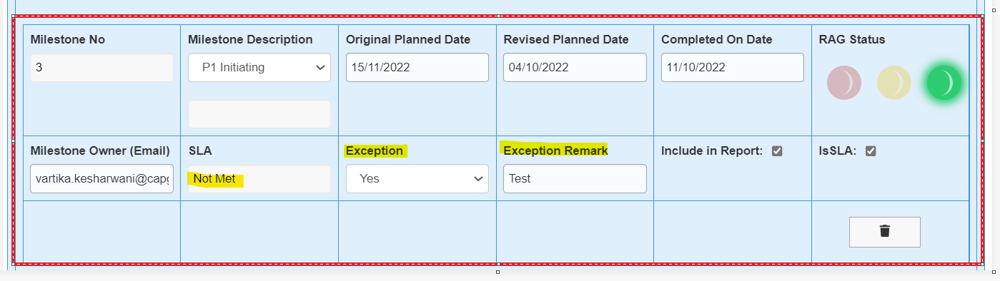 Milestone No
Milestone Description
Original Planned Date
Revised Planned Date
Completed On Date
RAG Status
3
P1 Initiating
15/11/2022
04/10/2022
11/10/2022
Milestone Owner (Email)
SLA
Exception
Exception Remark
Include in Report:
IsSLA:
vartika.kesharwani@capg
Not Met
Yes
Test